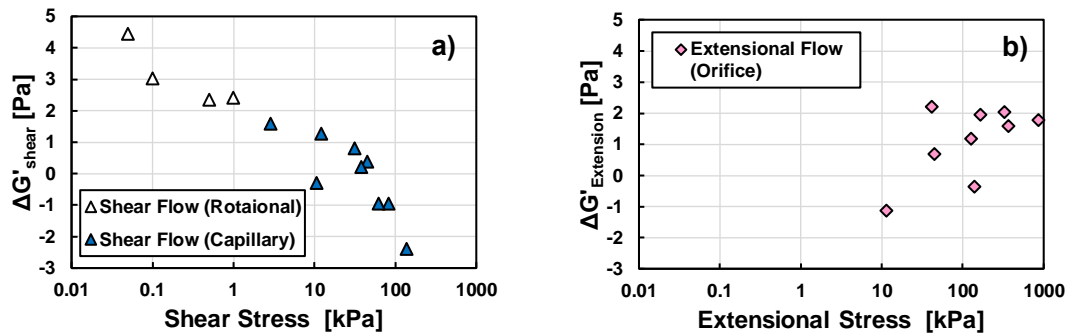 a)
5
4
3
2
1
0
-1
-2
-3
ΔG'shear [Pa]
Shear Flow (Rotaional)
Shear Flow (Capillary)
0.01 0.1 1 10 100 1000
Shear Stress [kPa]
b)
5
4
3
2
1
0
-1
-2
-3
ΔG'Extension [Pa]
Extensional Flow
(Orifice)
0.01 0.1 1 10 100 1000
Extensional Stress [kPa]